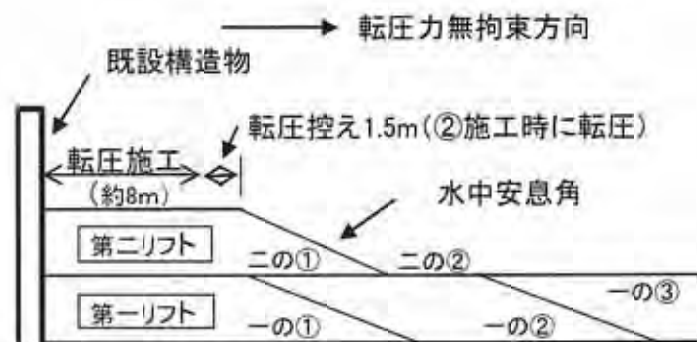 転圧力無拘束方向
既設構造物
転圧控え1.5m(②施工時に転圧)
転圧施工
(約8m)
水中安息角
第二リフト
二の①
二の②
一の③
第一リフト
一の①
一の②